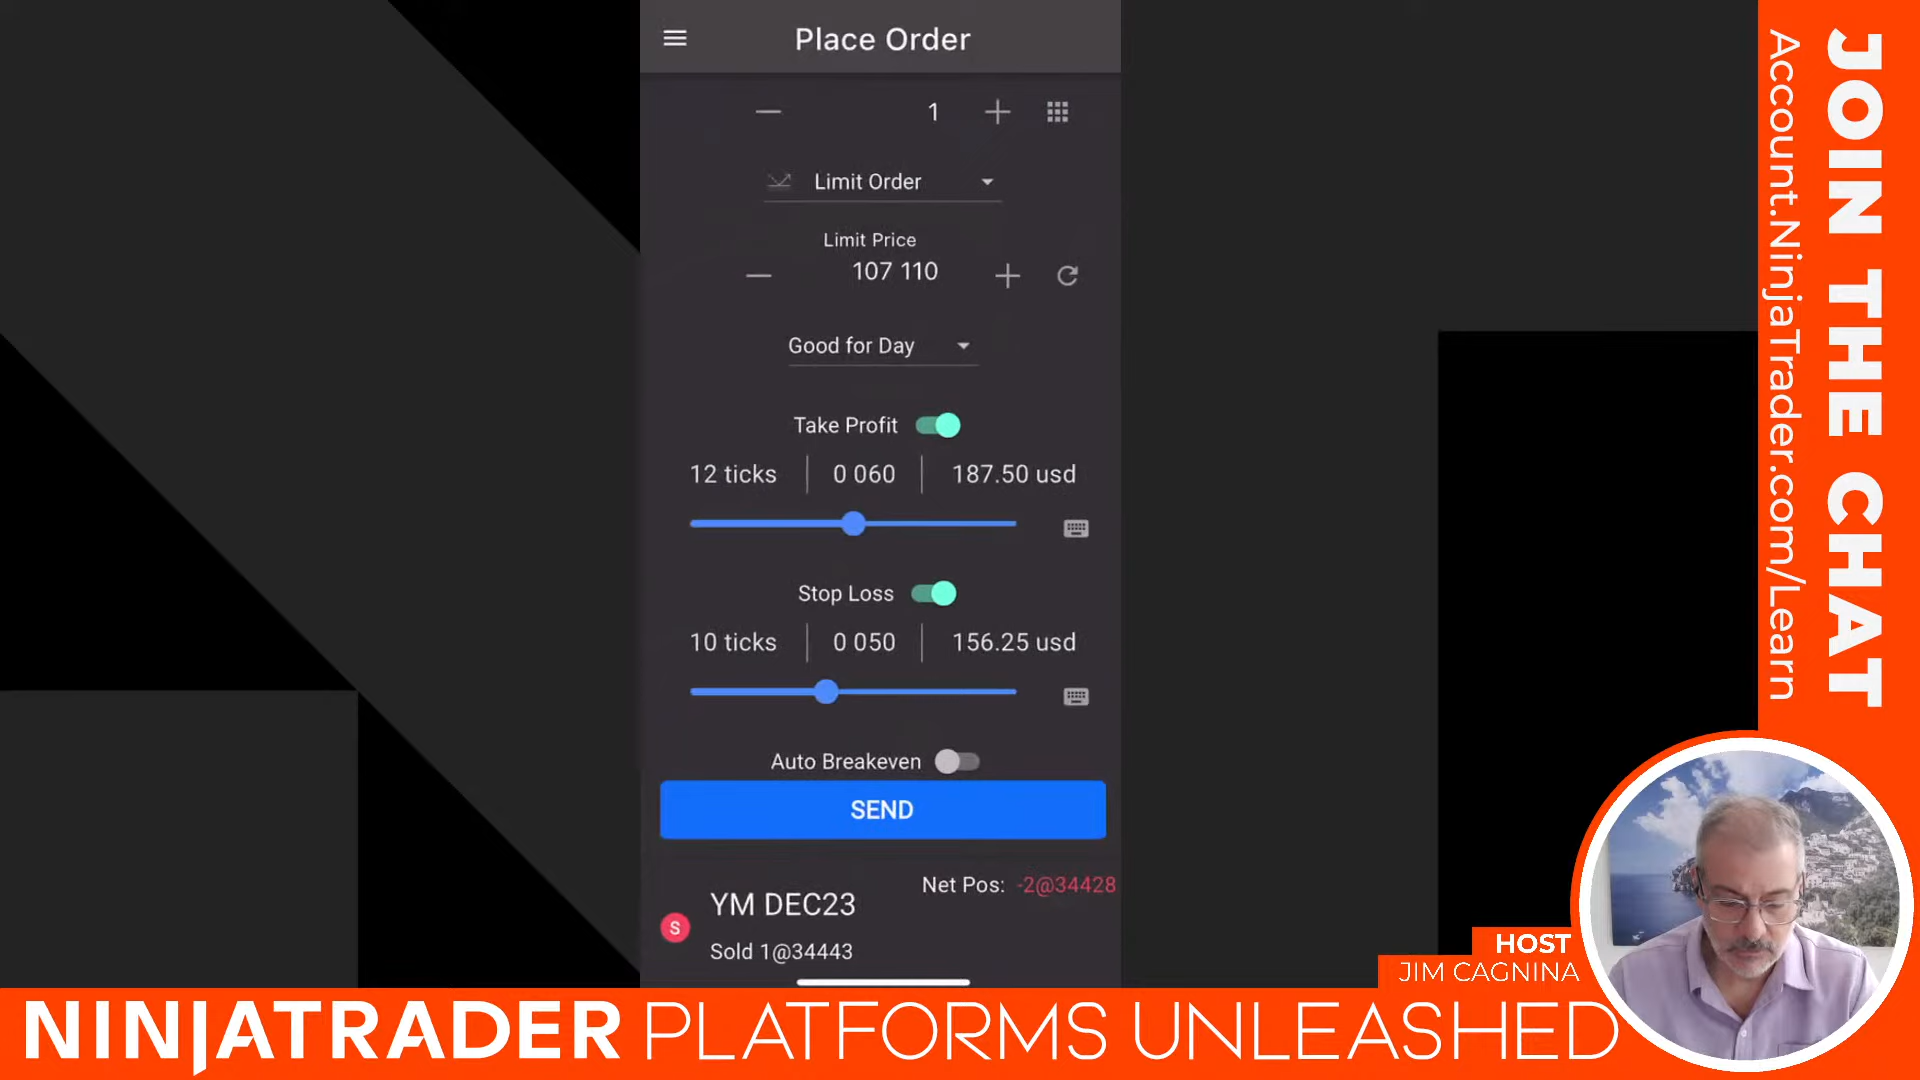 Place Order
1
Limit Order
Limit Price
107 110
Good for Day
Take Profit
12 ticks 0 060 187.50 usd
Stop Loss
10 ticks 0 050 156.25 usd
Auto Breakeven
SEND
Net Pos: -2@34428
YM DEC23
S
Sold 1@34443
JOIN THE CHAT
Account.NinjaTrader.com/Learn
HOST
JIM CAGNINA
NINJATRADER PLATFORMS UNLEASHED